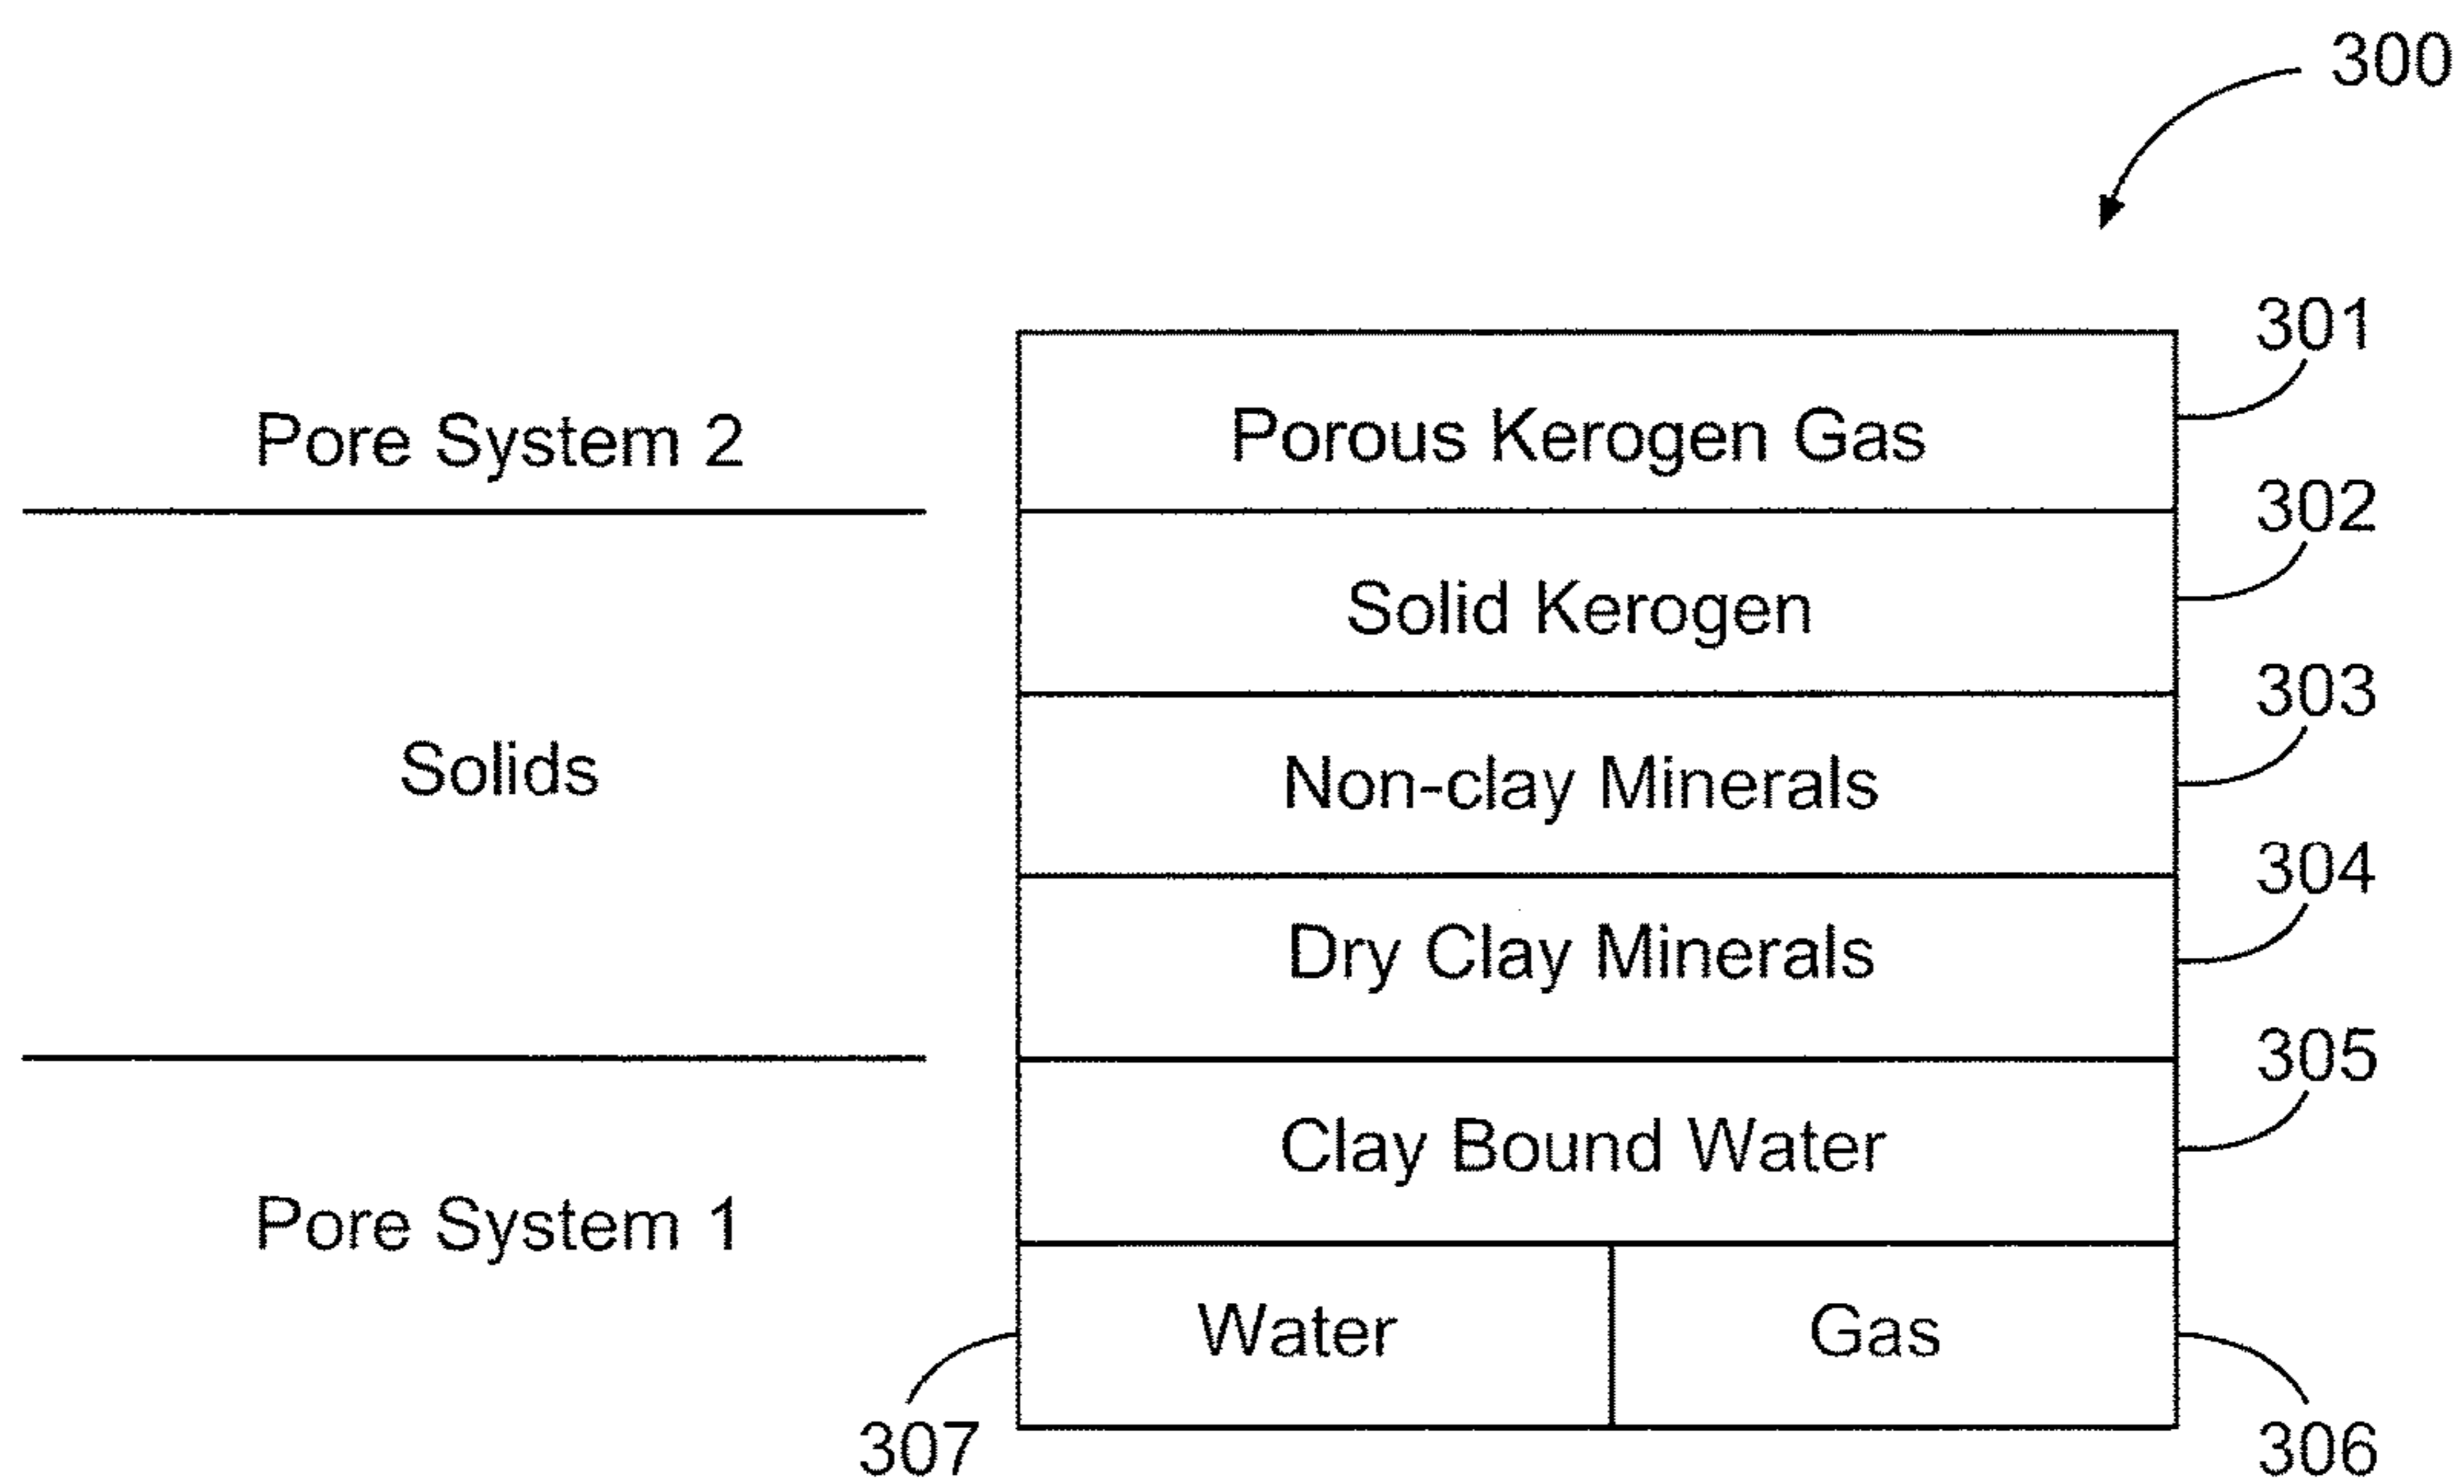 300
301
Pore System 2
Porous Kerogen Gas
302
Solid Kerogen
303
Solids
Non-clay Minerals
304
Dry Clay Minerals
305
Clay Bound Water
Pore System 1
Water
Gas
307
306